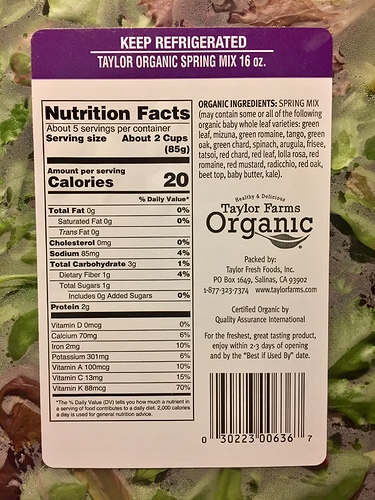 KEEP REFRIGERATED
TAYLOR ORGANIC SPRING MIX 16 oz.
Nutrition Facts
About 5 servings per container
Serving size About 2 Cups
(85g)
Amount per serving
Calories 20
% Daily Value*
Total Fat 0g 0%
Saturated Fat 0g 0%
Trans Fat 0g
Cholesterol 0mg 0%
Sodium 85mg 4%
Total Carbohydrate 3g 1%
Dietary Fiber 1g 4%
Total Sugars 1g
Includes 0g Added Sugars 0%
Protein 2g
Vitamin D 0mcg 0%
Calcium 70mg 6%
Iron 2mg 10%
Potassium 301mg 6%
Vitamin A 100mcg 10%
Vitamin C 13mg 15%
Vitamin K 88mcg 70%
*The % Daily Value (DV) tells you how much a nutrient in
a serving of food contributes to a daily diet. 2,000 calories
a day is used for general nutrition advice.
ORGANIC INGREDIENTS: SPRING MIX
(may contain some or all of the following
organic baby whole leaf varieties: green
leaf, mizuna, green romaine, tango, green
oak, green chard, spinach, arugula, frisee,
tatsoi, red chard, red leaf, lolla rosa, red
romaine, red mustard, radicchio, red oak,
beet top, baby butter, kale).
Healthy & Delicious
Taylor Farms
Organic
Packed by:
Taylor Fresh Foods, Inc.
PO Box 1649, Salinas, CA 93902
1-877-323-7374 www.taylorfarms.com
Certified Organic by
Quality Assurance International
For the freshest, great tasting product,
enjoy within 2-3 days of opening
and by the "Best if Used By" date.
0 30223 00636 7